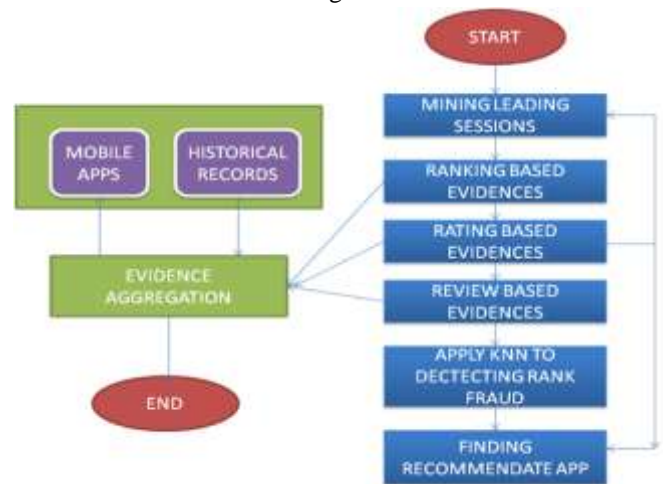 START
MINING LEADING
SESSIONS
MOBILE
APPS
HISTORICAL
RECORDS
RANKING BASED
EVIDENCES
RATING BASED
EVIDENCES
EVIDENCE
AGGREGATION
REVIEW BASED
EVIDENCES
APPLY KNN TO
DECTECTING RANK
FRAUD
END
FINDING
RECOMMENDATE APP